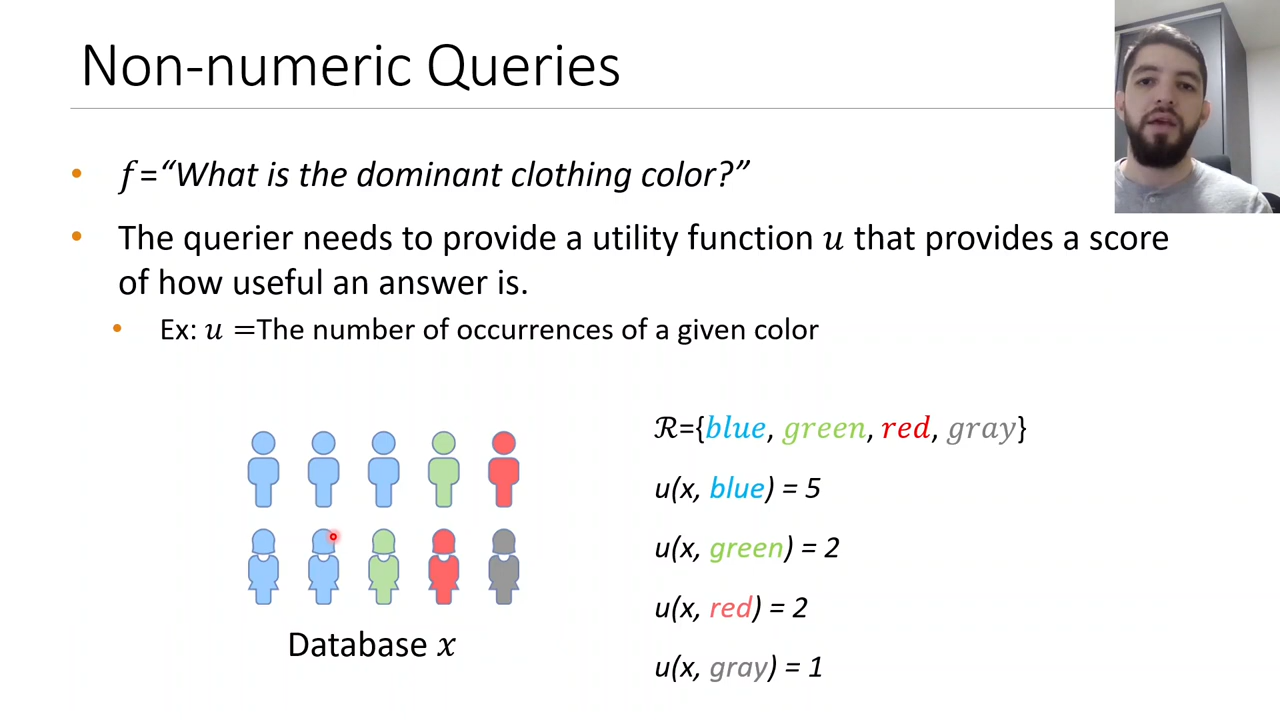 Non-numeric Queries
• 𝑓=“What is the dominant clothing color?”
• The querier needs to provide a utility function 𝑢 that provides a score
of how useful an answer is.
• Ex: 𝑢 =The number of occurrences of a given color
ℛ={blue, green, red, gray}
u(x, blue) = 5
u(x, green) = 2
u(x, red) = 2
u(x, gray) = 1
Database 𝑥